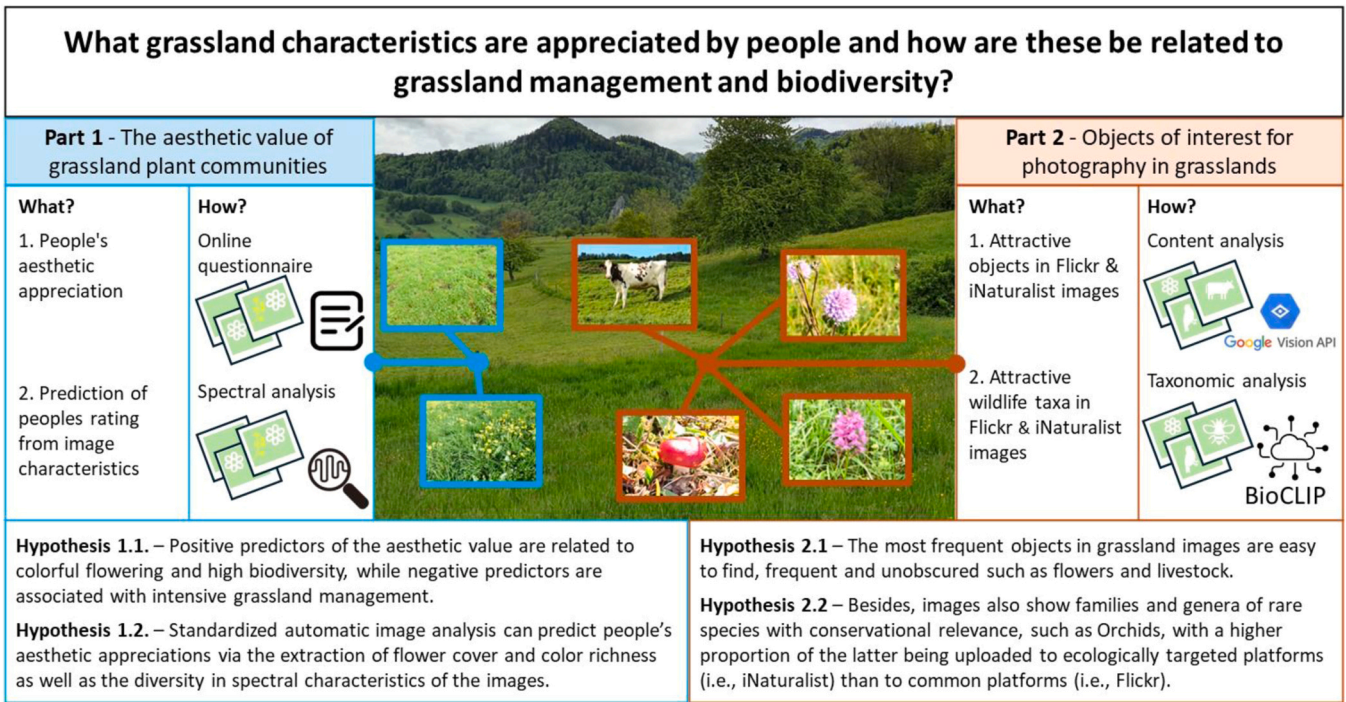 What grassland characteristics are appreciated by people and how are these be related to
grassland management and biodiversity?
Part 1 - The aesthetic value of
grassland plant communities
What?
1. People's
aesthetic
appreciation
2. Prediction of
peoples rating
from image
characteristics
How?
Online
questionnaire
Spectral analysis
Part 2 - Objects of interest for
photography in grasslands
What?
1. Attractive
objects in Flickr &
iNaturalist images
2. Attractive
wildlife taxa in
Flickr & iNaturalist
images
How?
Content analysis
Google Vision API
Taxonomic analysis
BioCLIP
Hypothesis 1.1. – Positive predictors of the aesthetic value are related to
colorful flowering and high biodiversity, while negative predictors are
associated with intensive grassland management.
Hypothesis 1.2. – Standardized automatic image analysis can predict people's
aesthetic appreciations via the extraction of flower cover and color richness
as well as the diversity in spectral characteristics of the images.
Hypothesis 2.1 – The most frequent objects in grassland images are easy
to find, frequent and unobscured such as flowers and livestock.
Hypothesis 2.2 – Besides, images also show families and genera of rare
species with conservational relevance, such as Orchids, with a higher
proportion of the latter being uploaded to ecologically targeted platforms
(i.e., iNaturalist) than to common platforms (i.e., Flickr).